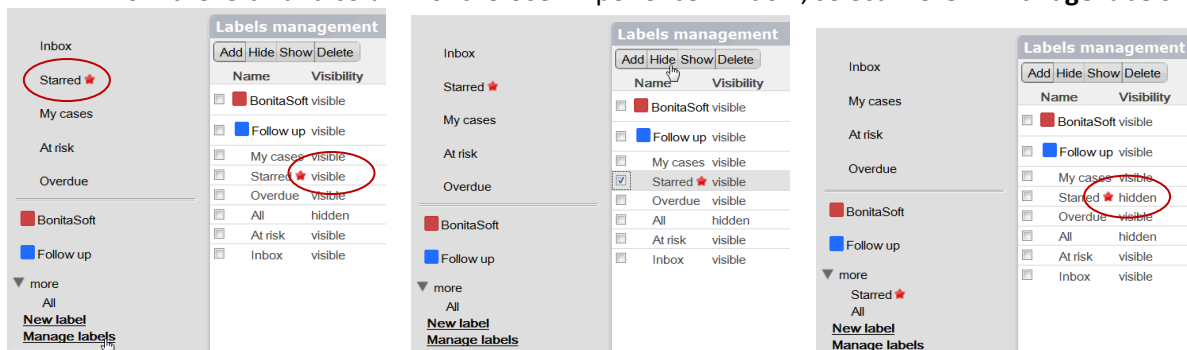 Inbox
Starred
My cases
At risk
Overdue
BonitaSoft
Follow up
more
All
New label
Manage labels
Labels management
Add Hide Show Delete
Name Visibility
BonitaSoft visible
Follow up visible
My cases visible
Starred visible
Overdue visible
All hidden
At risk visible
Inbox visible
Inbox
Starred
My cases
At risk
Overdue
BonitaSoft
Follow up
more
All
New label
Manage labels
Labels management
Add Hide Show Delete
Name Visibility
BonitaSoft visible
Follow up visible
My cases visible
Starred visible
Overdue visible
All hidden
At risk visible
Inbox visible
Inbox
My cases
At risk
Overdue
BonitaSoft
Follow up
more
Starred
All
New label
Manage labels
Labels management
Add Hide Show Delete
Name Visibility
BonitaSoft visible
Follow up visible
My cases visible
Starred hidden
Overdue visible
All hidden
At risk visible
Inbox visible